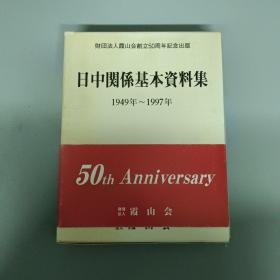 財団法人霞山会創立50周年記念出版
日中関係基本資料集
1949年～1997年
50th Anniversary
財団法人 霞山会